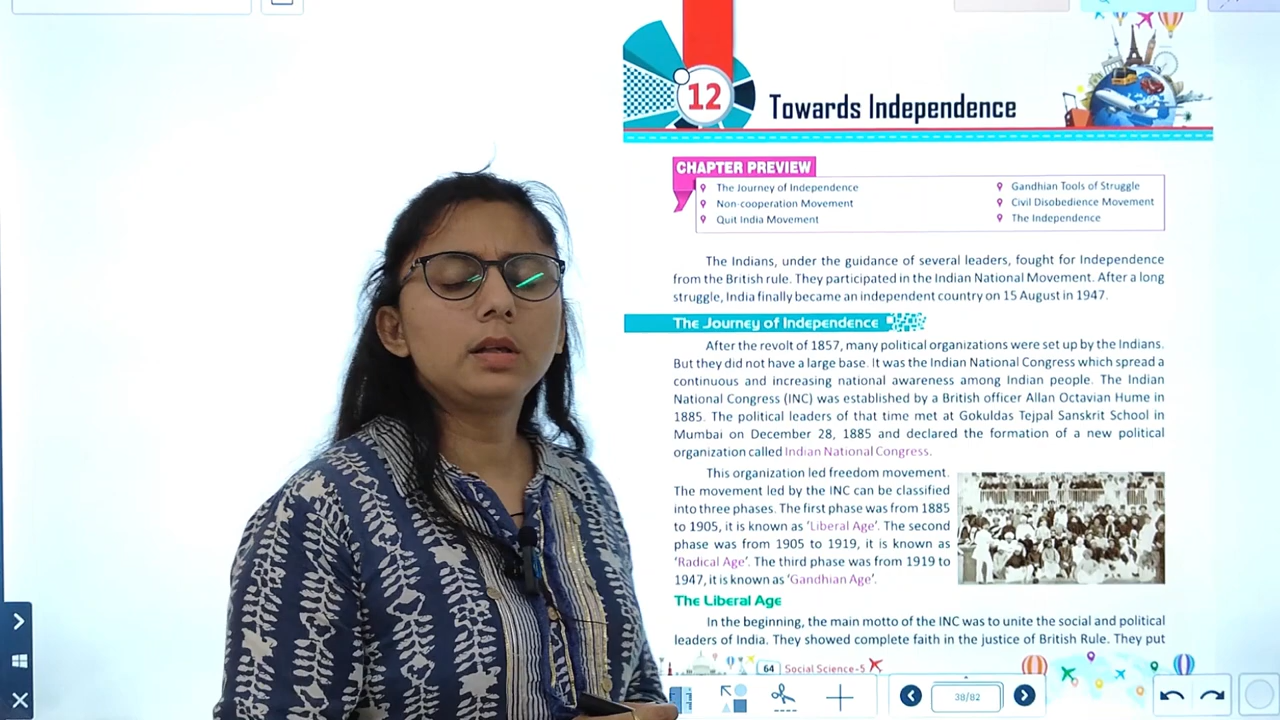 12
Towards Independence
CHAPTER PREVIEW
The Journey of Independence
Non-cooperation Movement
Quit India Movement
Gandhian Tools of Struggle
Civil Disobedience Movement
The Independence
The Indians, under the guidance of several leaders, fought for Independence
from the British rule. They participated in the Indian National Movement. After a long
struggle, India finally became an independent country on 15 August in 1947.
The Journey of Independence
After the revolt of 1857, many political organizations were set up by the Indians.
But they did not have a large base. It was the Indian National Congress which spread a
continuous and increasing national awareness among Indian people. The Indian
National Congress (INC) was established by a British officer Allan Octavian Hume in
1885. The political leaders of that time met at Gokuldas Tejpal Sanskrit School in
Mumbai on December 28, 1885 and declared the formation of a new political
organization called Indian National Congress.
This organization led freedom movement.
The movement led by the INC can be classified
into three phases. The first phase was from 1885
to 1905, it is known as 'Liberal Age'. The second
phase was from 1905 to 1919, it is known as
'Radical Age'. The third phase was from 1919 to
1947, it is known as 'Gandhian Age'.
The Liberal Age
In the beginning, the main motto of the INC was to unite the social and political
leaders of India. They showed complete faith in the justice of British Rule. They put
64 Social Science-5
38/82